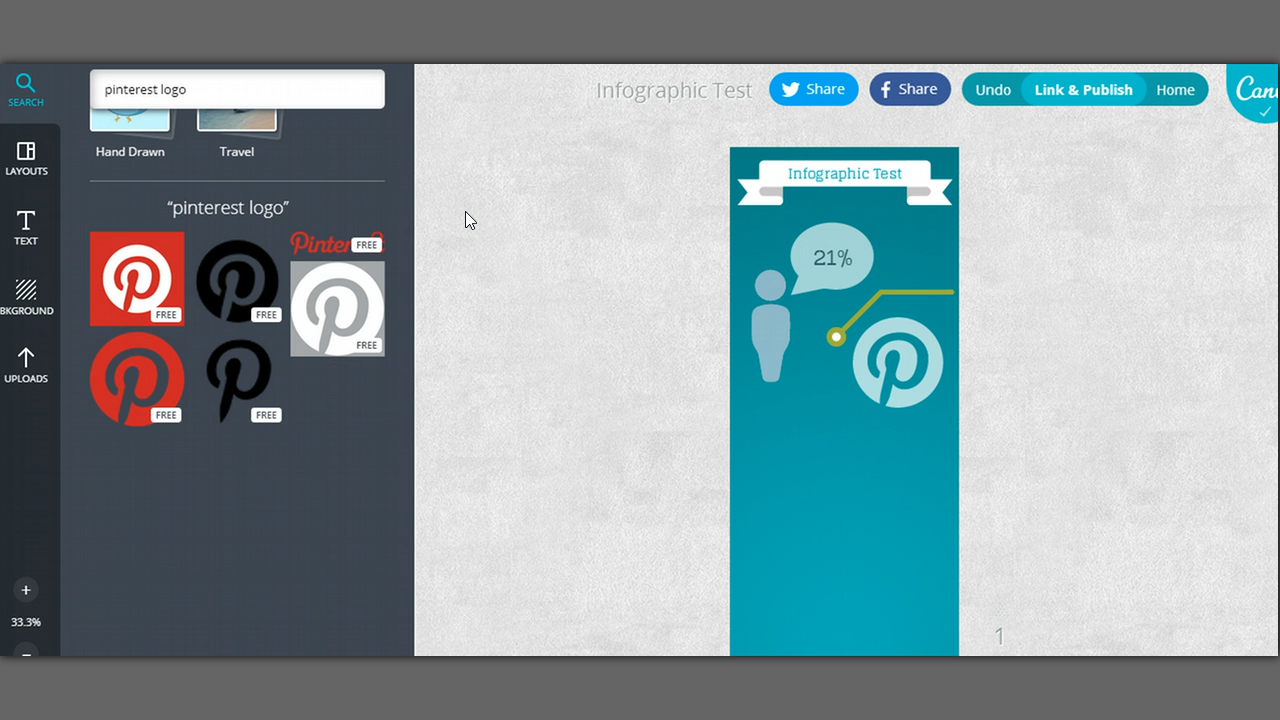 SEARCH
LAYOUTS
TEXT
BKGROUND
UPLOADS
+
33.3%
pinterest logo
Hand Drawn
Travel
“pinterest logo”
FREE
FREE
FREE
FREE
FREE
FREE
Infographic Test
Share
Share
Undo
Link & Publish
Home
Infographic Test
21%
1